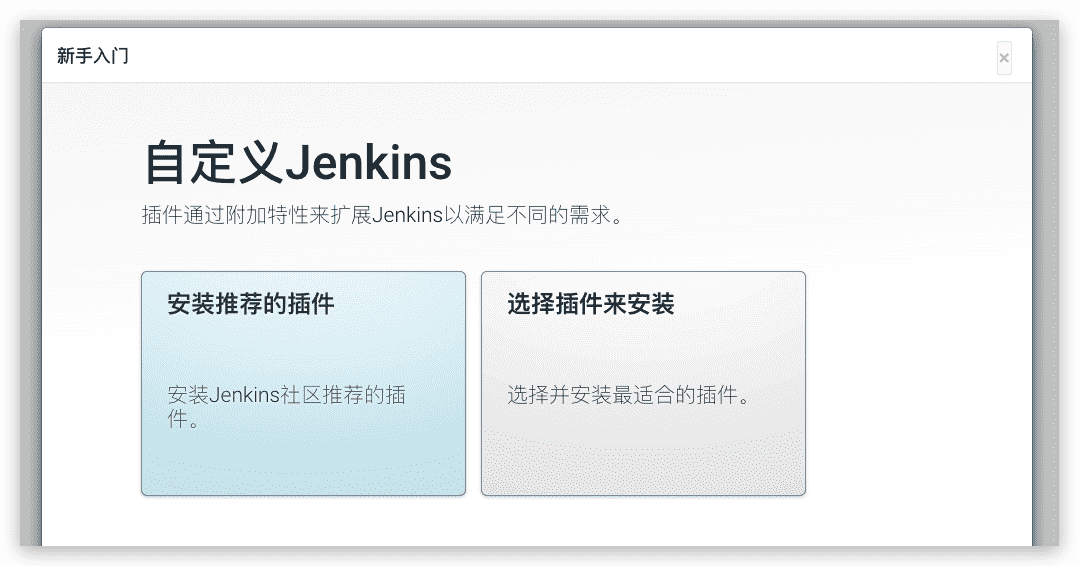 新手入门
×
自定义Jenkins
插件通过附加特性来扩展Jenkins以满足不同的需求。
安装推荐的插件
安装Jenkins社区推荐的插
件。
选择插件来安装
选择并安装最适合的插件。